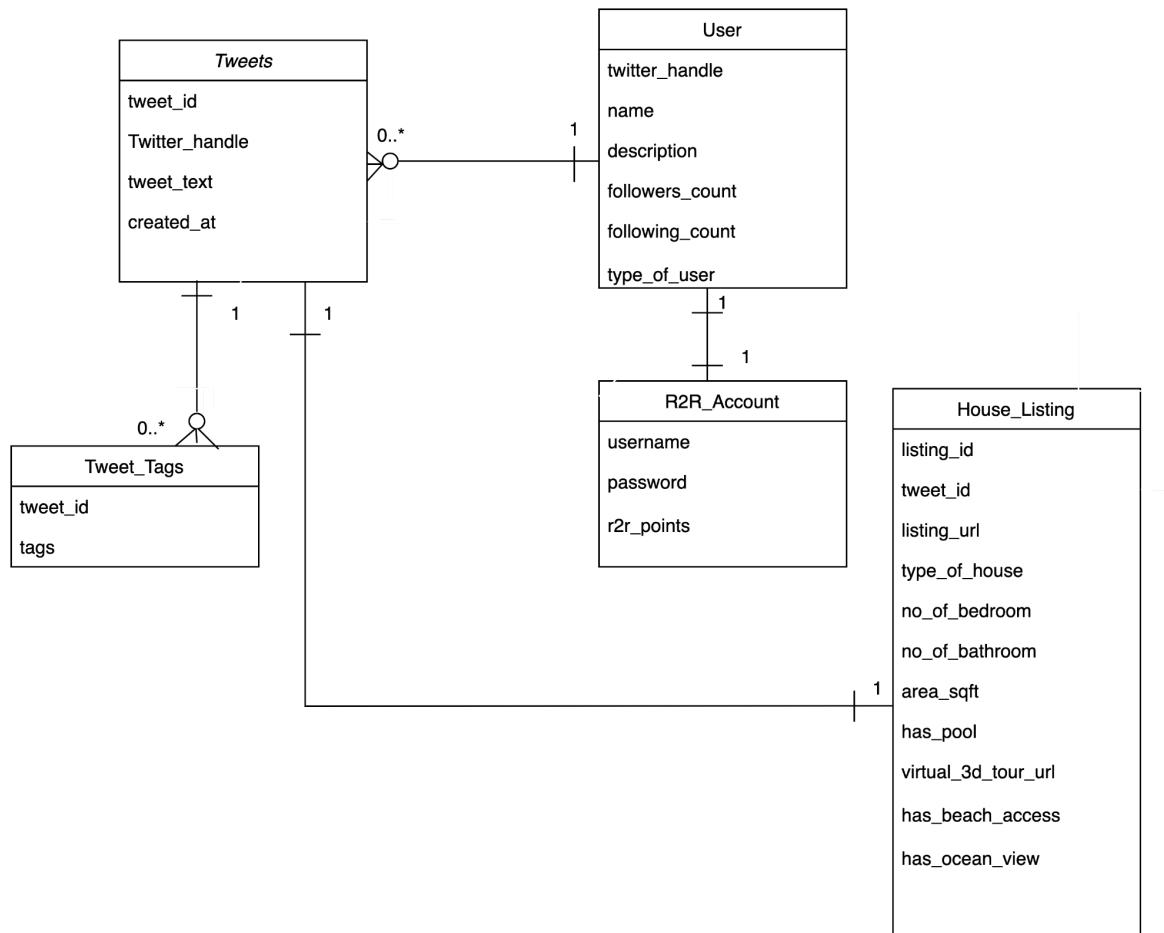 Tweets
tweet_id
Twitter_handle
tweet_text
created_at
0..*
1
User
twitter_handle
name
description
followers_count
following_count
type_of_user
1
1
1
0..*
Tweet_Tags
tweet_id
tags
1
R2R_Account
username
password
r2r_points
House_Listing
listing_id
tweet_id
listing_url
type_of_house
no_of_bedroom
no_of_bathroom
1
area_sqft
has_pool
virtual_3d_tour_url
has_beach_access
has_ocean_view